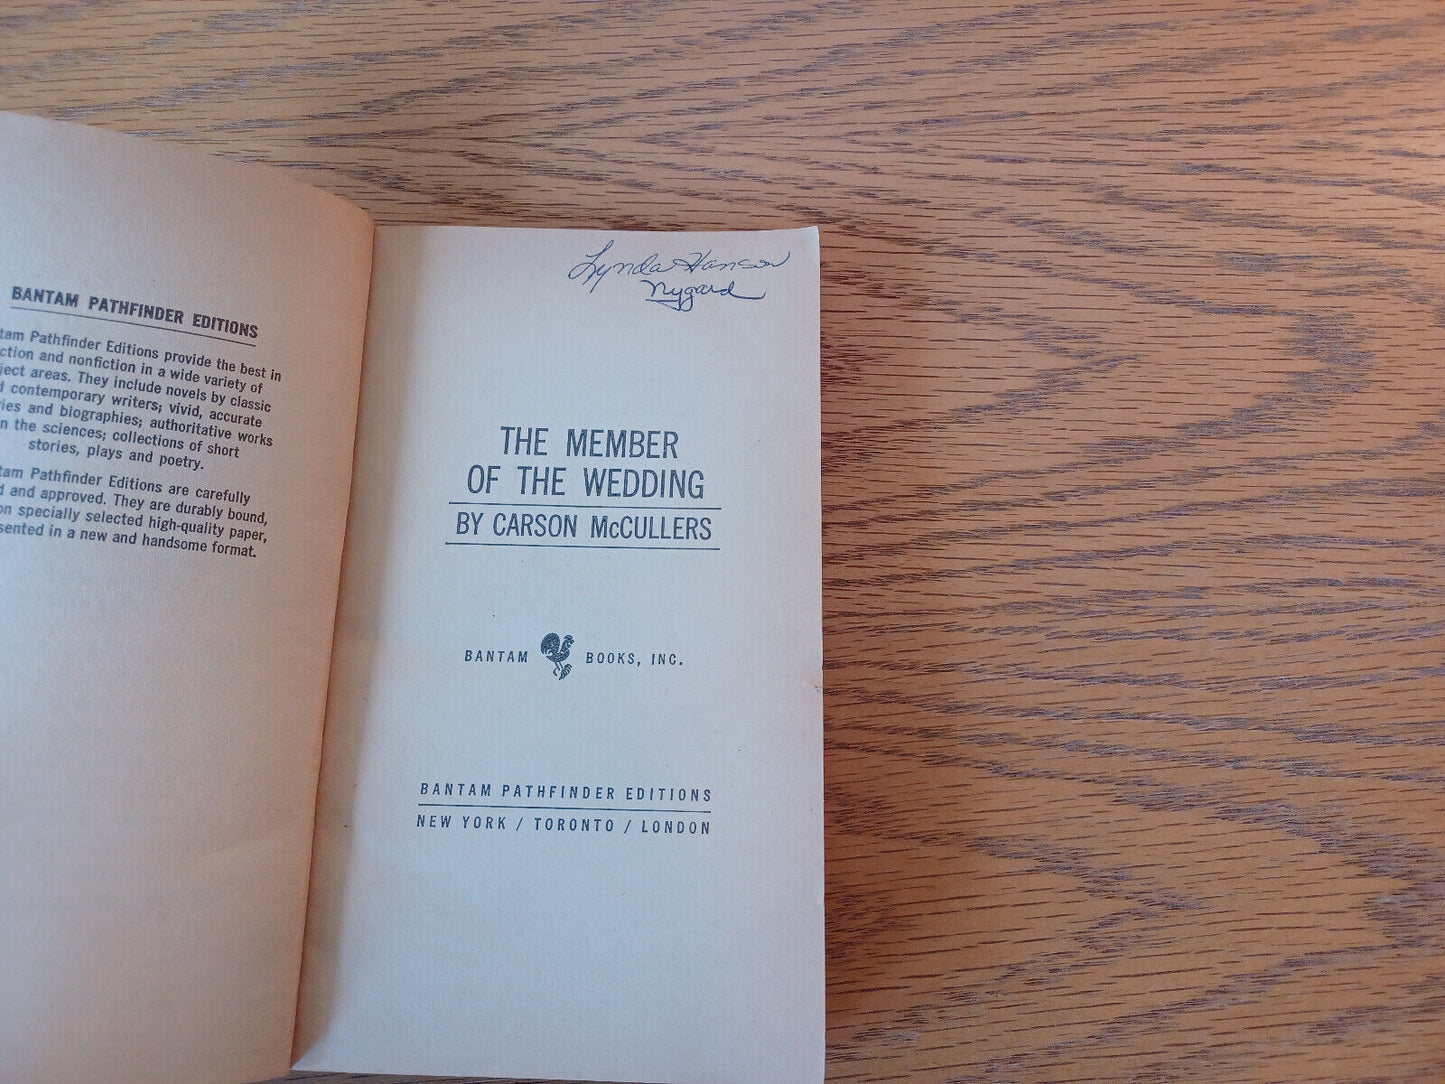 BANTAM PATHFINDER EDITIONS
tam Pathfinder Editions provide the best in
ction and nonfiction in a wide variety of
ject areas. They include novels by classic
d contemporary writers; vivid, accurate
ries and biographies; authoritative works
n the sciences; collections of short
stories, plays and poetry.
tam Pathfinder Editions are carefully
d and approved. They are durably bound,
on specially selected high-quality paper,
sented in a new and handsome format.
Lynda Hanson
Nygard
THE MEMBER
OF THE WEDDING
BY CARSON McCULLERS
BANTAM BOOKS, INC.
BANTAM PATHFINDER EDITIONS
NEW YORK / TORONTO / LONDON